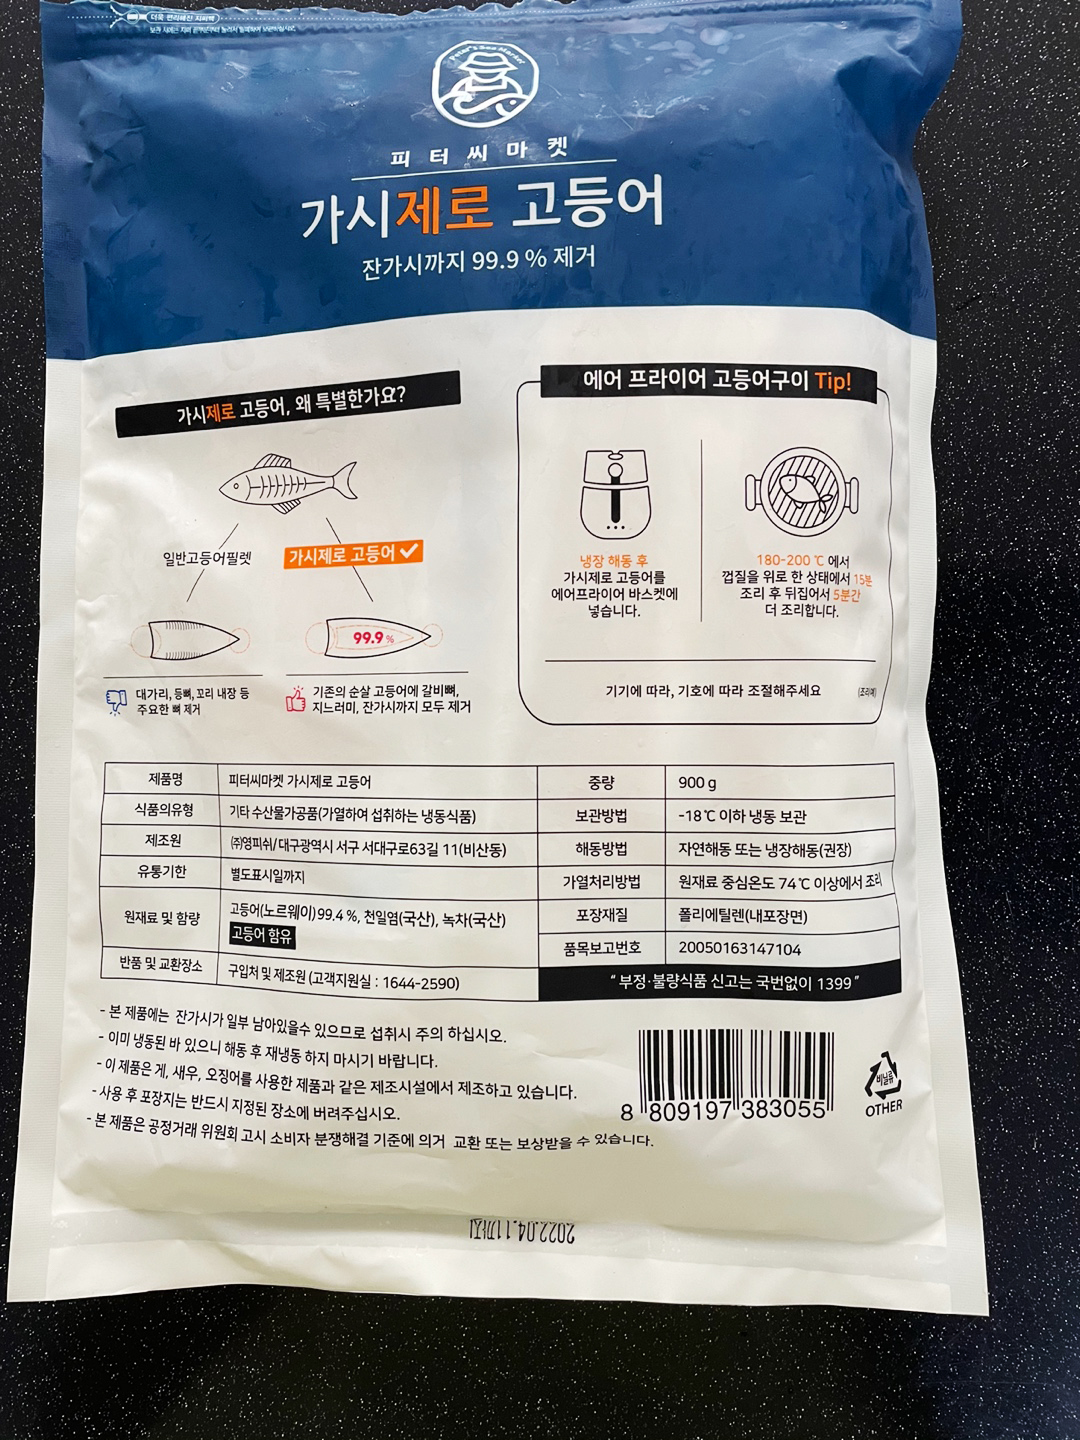 더욱 편리해진 지퍼백
Peter's Sea Market
피터씨마켓
가시제로 고등어
잔가시까지 99.9 % 제거
가시제로 고등어, 왜 특별한가요?
일반고등어필렛
가시제로 고등어 ✓
99.9 %
대가리, 등뼈, 꼬리 내장 등
주요한 뼈 제거
기존의 순살 고등어에 갈비뼈,
지느러미, 잔가시까지 모두 제거
에어 프라이어 고등어구이 Tip!
냉장 해동 후
가시제로 고등어를
에어프라이어 바스켓에
넣습니다.
180-200 ℃ 에서
껍질을 위로 한 상태에서 15분
조리 후 뒤집어서 5분간
더 조리합니다.
기기에 따라, 기호에 따라 조절해주세요
(조리예)
제품명 피터씨마켓 가시제로 고등어
식품의유형 기타 수산물가공품(가열하여 섭취하는 냉동식품)
제조원 ㈜영피쉬/ 대구광역시 서구 서대구로63길 11(비산동)
유통기한 별도표시일까지
원재료 및 함량 고등어(노르웨이)99.4 %, 천일염(국산), 녹차(국산)
고등어 함유
반품 및 교환장소 구입처 및 제조원 (고객지원실 : 1644-2590)
중량 900 g
보관방법 -18℃ 이하 냉동 보관
해동방법 자연해동 또는 냉장해동(권장)
가열처리방법 원재료 중심온도 74℃ 이상에서 조리
포장재질 폴리에틸렌(내포장면)
품목보고번호 20050163147104
“ 부정·불량식품 신고는 국번없이 1399 ”
- 본 제품에는 잔가시가 일부 남아있을수 있으므로 섭취시 주의 하십시오.
- 이미 냉동된 바 있으니 해동 후 재냉동 하지 마시기 바랍니다.
- 이 제품은 게, 새우, 오징어를 사용한 제품과 같은 제조시설에서 제조하고 있습니다.
- 사용 후 포장지는 반드시 지정된 장소에 버려주십시오.
- 본 제품은 공정거래 위원회 고시 소비자 분쟁해결 기준에 의거 교환 또는 보상받을 수 있습니다.
8 809197 383055
비닐류
OTHER
2022.04.11까지